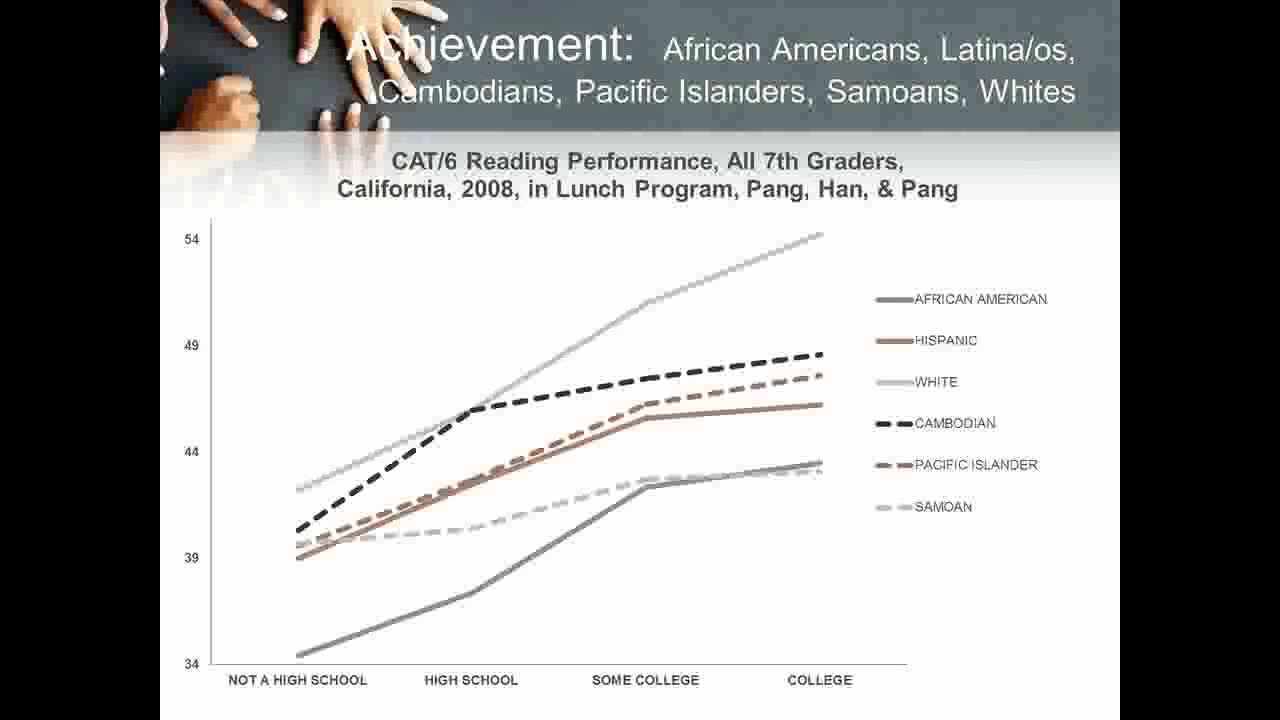 Achievement: African Americans, Latina/os,
Cambodians, Pacific Islanders, Samoans, Whites
CAT/6 Reading Performance, All 7th Graders,
California, 2008, in Lunch Program, Pang, Han, & Pang
54
49
44
39
34
NOT A HIGH SCHOOL
HIGH SCHOOL
SOME COLLEGE
COLLEGE
AFRICAN AMERICAN
HISPANIC
WHITE
CAMBODIAN
PACIFIC ISLANDER
SAMOAN